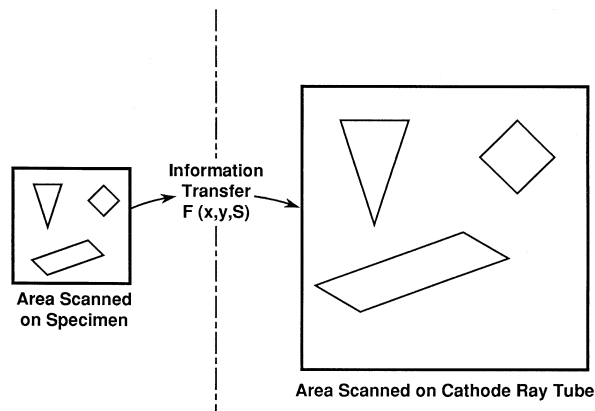 Information
Transfer
F (x,y,S)
Area Scanned
on Specimen
Area Scanned on Cathode Ray Tube